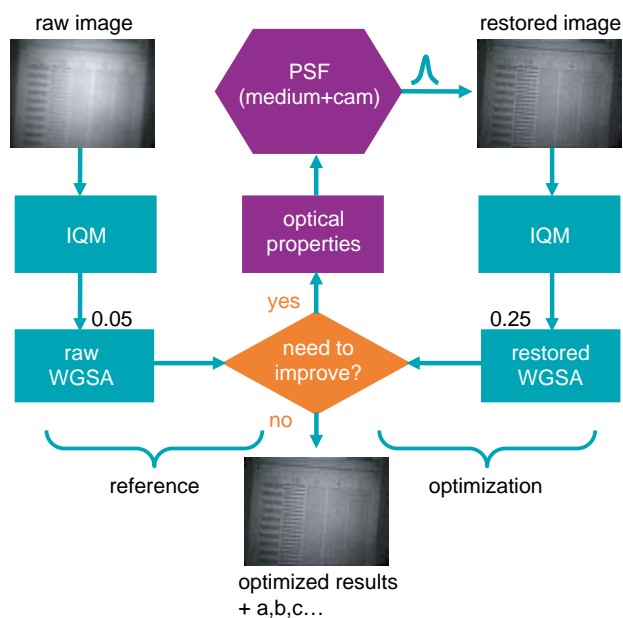 raw image
restored image
PSF
(medium+cam)
IQM
optical
properties
IQM
yes
0.05
0.25
raw
WGSA
need to
improve?
restored
WGSA
no
reference
optimization
optimized results
+ a,b,c…